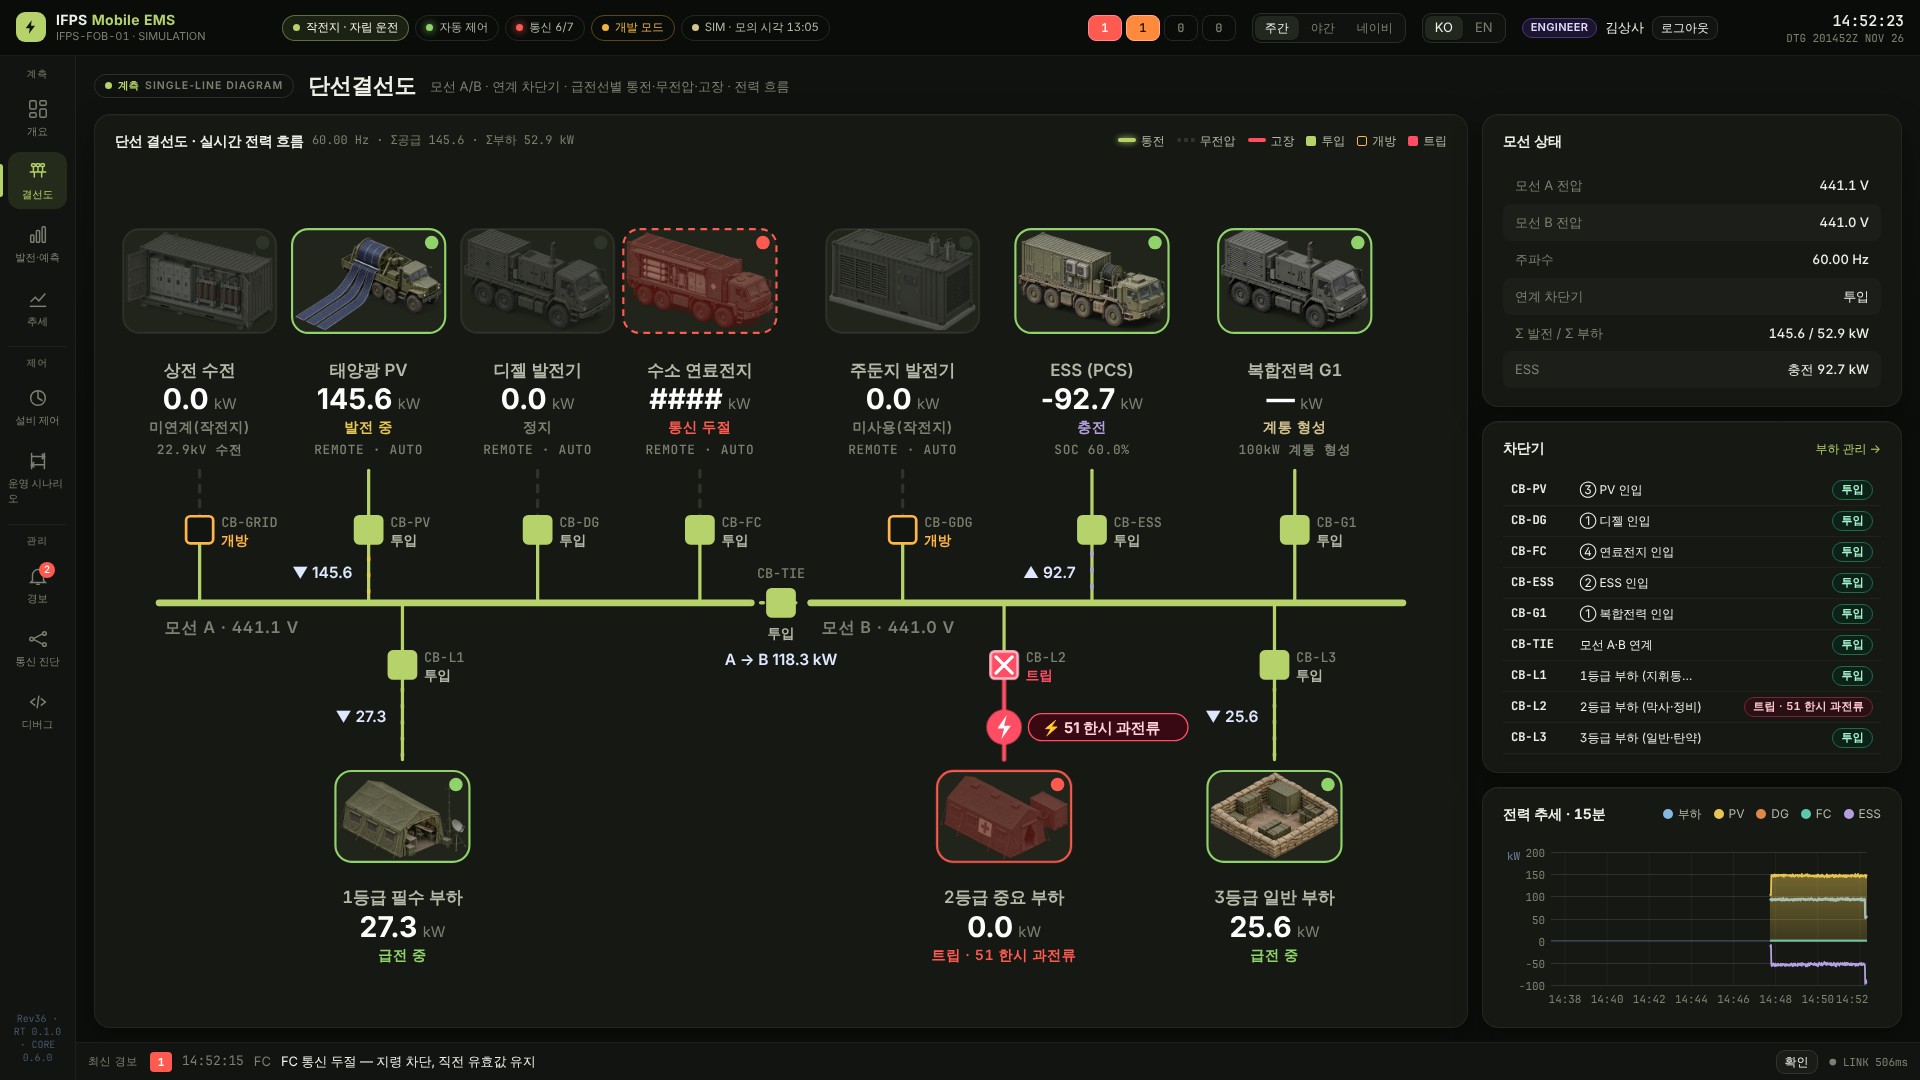 IFPS Mobile EMS
IFPS-FOB-01 · SIMULATION
작전지 · 자립 운전
자동 제어
통신 6/7
개발 모드
SIM · 모의 시각 13:05
1
1
0
0
주간 야간 네이비
KO EN
ENGINEER 김상사 로그아웃
14:52:23
DTG 201452Z NOV 26
계측
개요
결선도
발전·예측
추세
제어
설비 제어
운영 시나리오
관리
2
경보
통신 진단
디버그
Rev36 ·
RT 0.1.0
· CORE
0.6.0
계측 SINGLE-LINE DIAGRAM
단선결선도
모선 A/B · 연계 차단기 · 급전선별 통전·무전압·고장 · 전력 흐름
단선 결선도 · 실시간 전력 흐름 60.00 Hz · Σ공급 145.6 · Σ부하 52.9 kW
통전 무전압 고장 투입 개방 트립
상전 수전
0.0 kW
미연계(작전지)
22.9kV 수전
태양광 PV
145.6 kW
발전 중
REMOTE · AUTO
디젤 발전기
0.0 kW
정지
REMOTE · AUTO
수소 연료전지
#### kW
통신 두절
REMOTE · AUTO
주둔지 발전기
0.0 kW
미사용(작전지)
REMOTE · AUTO
ESS (PCS)
-92.7 kW
충전
SOC 60.0%
복합전력 G1
— kW
계통 형성
100kW 계통 형성
CB-GRID
개방
CB-PV
투입
CB-DG
투입
CB-FC
투입
CB-GDG
개방
CB-ESS
투입
CB-G1
투입
▼ 145.6
▲ 92.7
CB-TIE
투입
모선 A · 441.1 V
모선 B · 441.0 V
A → B 118.3 kW
CB-L1
투입
CB-L2
트립
CB-L3
투입
▼ 27.3
⚡ 51 한시 과전류
▼ 25.6
1등급 필수 부하
27.3 kW
급전 중
2등급 중요 부하
0.0 kW
트립 · 51 한시 과전류
3등급 일반 부하
25.6 kW
급전 중
모선 상태
모선 A 전압 441.1 V
모선 B 전압 441.0 V
주파수 60.00 Hz
연계 차단기 투입
Σ 발전 / Σ 부하 145.6 / 52.9 kW
ESS 충전 92.7 kW
차단기 부하 관리 →
CB-PV ③ PV 인입 투입
CB-DG ① 디젤 인입 투입
CB-FC ④ 연료전지 인입 투입
CB-ESS ② ESS 인입 투입
CB-G1 ① 복합전력 인입 투입
CB-TIE 모선 A·B 연계 투입
CB-L1 1등급 부하 (지휘통... 투입
CB-L2 2등급 부하 (막사·정비) 트립 · 51 한시 과전류
CB-L3 3등급 부하 (일반·탄약) 투입
전력 추세 · 15분
부하 PV DG FC ESS
kW
200
150
100
50
0
-50
-100
14:38 14:40 14:42 14:44 14:46 14:48 14:50 14:52
최신 경보 1 14:52:15 FC FC 통신 두절 — 지령 차단, 직전 유효값 유지
확인
LINK 506ms